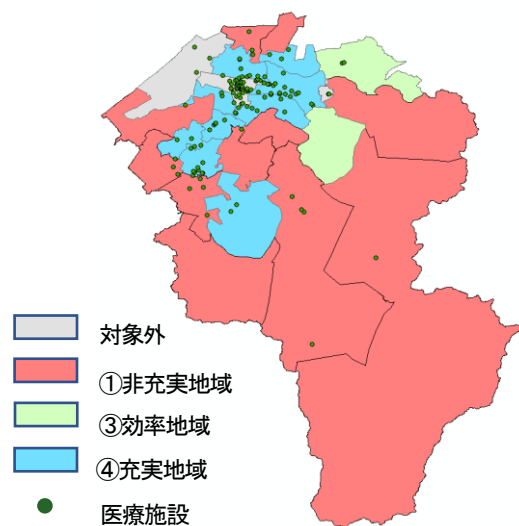 対象外
①非充実地域
③効率地域
④充実地域
医療施設